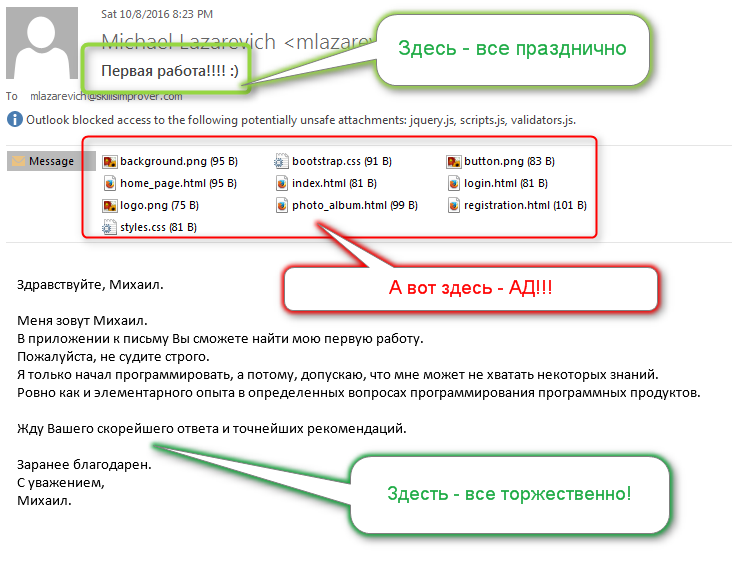 Sat 10/8/2016 8:23 PM
Michael Lazarevich <mlazarev
Здесь - все празднично
Первая работа!!!! :)
To mlazarevich@skillsimprover.com
Outlook blocked access to the following potentially unsafe attachments: jquery.js, scripts.js, validators.js.
Message
background.png (95 B) bootstrap.css (91 B) button.png (83 B)
home_page.html (95 B) index.html (81 B) login.html (81 B)
logo.png (75 B) photo_album.html (99 B) registration.html (101 B)
styles.css (81 B)
А вот здесь - АД!!!
Здравствуйте, Михаил.
Меня зовут Михаил.
В приложении к письму Вы сможете найти мою первую работу.
Пожалуйста, не судите строго.
Я только начал программировать, а потому, допускаю, что мне может не хватать некоторых знаний.
Ровно как и элементарного опыта в определенных вопросах программирования программных продуктов.
Жду Вашего скорейшего ответа и точнейших рекомендаций.
Заранее благодарен.
С уважением,
Михаил.
Здесть - все торжественно!